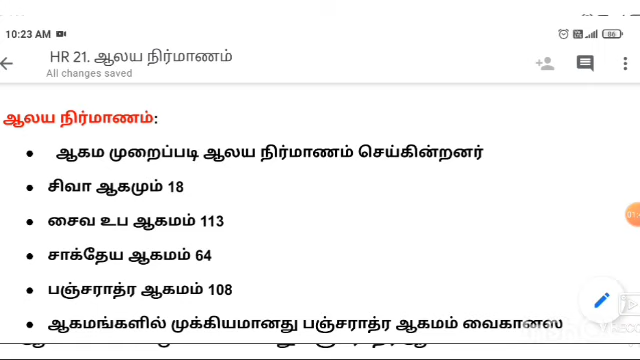 10:23 AM
86
HR 21. ஆலய நிர்மாணம்
All changes saved
ஆலய நிர்மாணம்:
● ஆகம முறைப்படி ஆலய நிர்மாணம் செய்கின்றனர்
● சிவா ஆகமும் 18
● சைவ உப ஆகமம் 113
● சாக்தேய ஆகமம் 64
● பஞ்சராத்ர ஆகமம் 108
● ஆகமங்களில் முக்கியமானது பஞ்சராத்ர ஆகமம் வைகானஸ